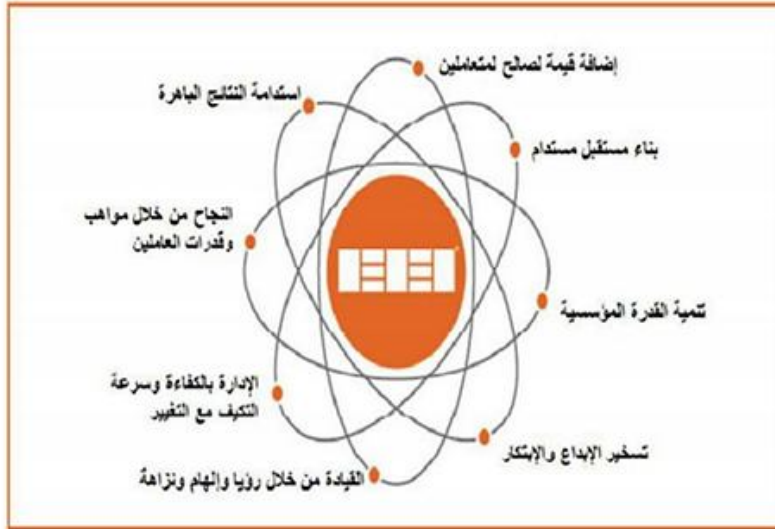 إضافة قيمة لصالح لمتعاملين
استدامة النتائج الباهرة
بناء مستقبل مستدام
النجاح من خلال مواهب
وقدرات العاملين
تنمية القدرة المؤسسية
الإدارة بالكفاءة وسرعة
التكيف مع التغيير
تسخير الإبداع والإبتكار
القيادة من خلال رؤيا وإلهام ونزاهة